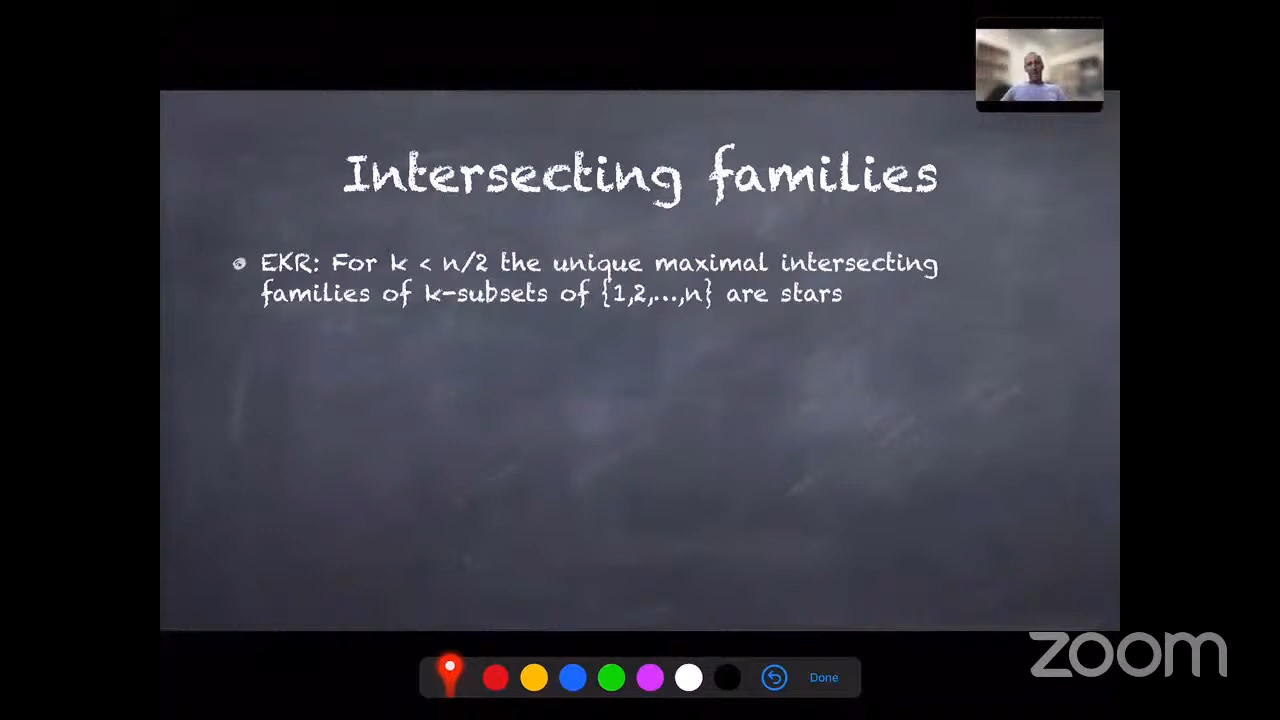 Intersecting families
EKR: For k < n/2 the unique maximal intersecting
families of k-subsets of {1,2,...,n} are stars
zoom
Done